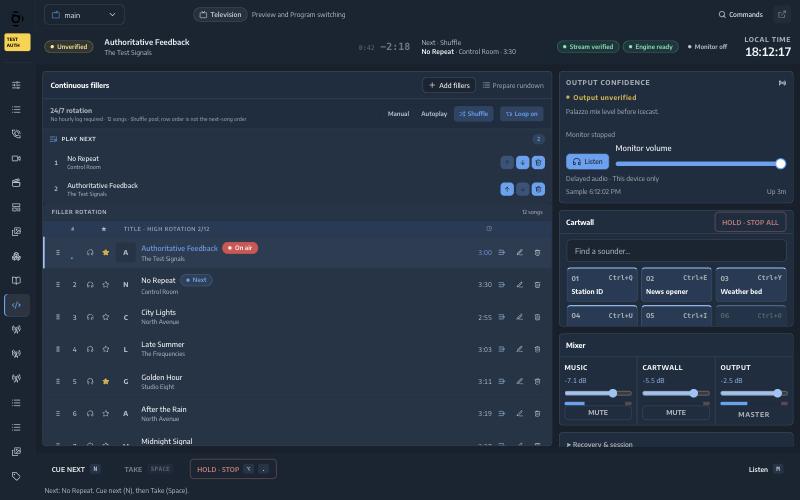 main
Television
Preview and Program switching
Commands
TEST AUTH
Unverified
Authoritative Feedback
The Test Signals
0:42 -2:18
Next · Shuffle
No Repeat · Control Room · 3:30
Stream verified
Engine ready
Monitor off
LOCAL TIME
18:12:17
Continuous fillers
+ Add fillers
Prepare rundown
24/7 rotation
No hourly log required · 12 songs · Shuffle pool; row order is not the next-song order
Manual
Autoplay
Shuffle
Loop on
PLAY NEXT
2
1
No Repeat
Control Room
2
Authoritative Feedback
The Test Signals
FILLER ROTATION
12 songs
# TITLE · HIGH ROTATION 2/12
A Authoritative Feedback On air 3:00
The Test Signals
2 N No Repeat Next 3:30
Control Room
3 C City Lights 2:55
North Avenue
4 L Late Summer 3:03
The Frequencies
5 G Golden Hour 3:11
Studio Eight
6 A After the Rain 3:19
North Avenue
Midnight Signal
OUTPUT CONFIDENCE
Output unverified
Palazzo mix level before Icecast.
Monitor stopped
Listen
Monitor volume
Delayed audio · This device only
Sample 6:12:02 PM
Up 3m
Cartwall
HOLD · STOP ALL
Find a sounder...
01 Ctrl+Q
Station ID
02 Ctrl+E
News opener
03 Ctrl+Y
Weather bed
04 Ctrl+U
05 Ctrl+I
06 Ctrl+O
Mixer
MUSIC
-7.1 dB
MUTE
CARTWALL
-5.5 dB
MUTE
OUTPUT
-2.5 dB
MASTER
Recovery & session
CUE NEXT N
TAKE SPACE
HOLD · STOP ⌥ .
Listen M
Next: No Repeat. Cue next (N), then Take (Space).